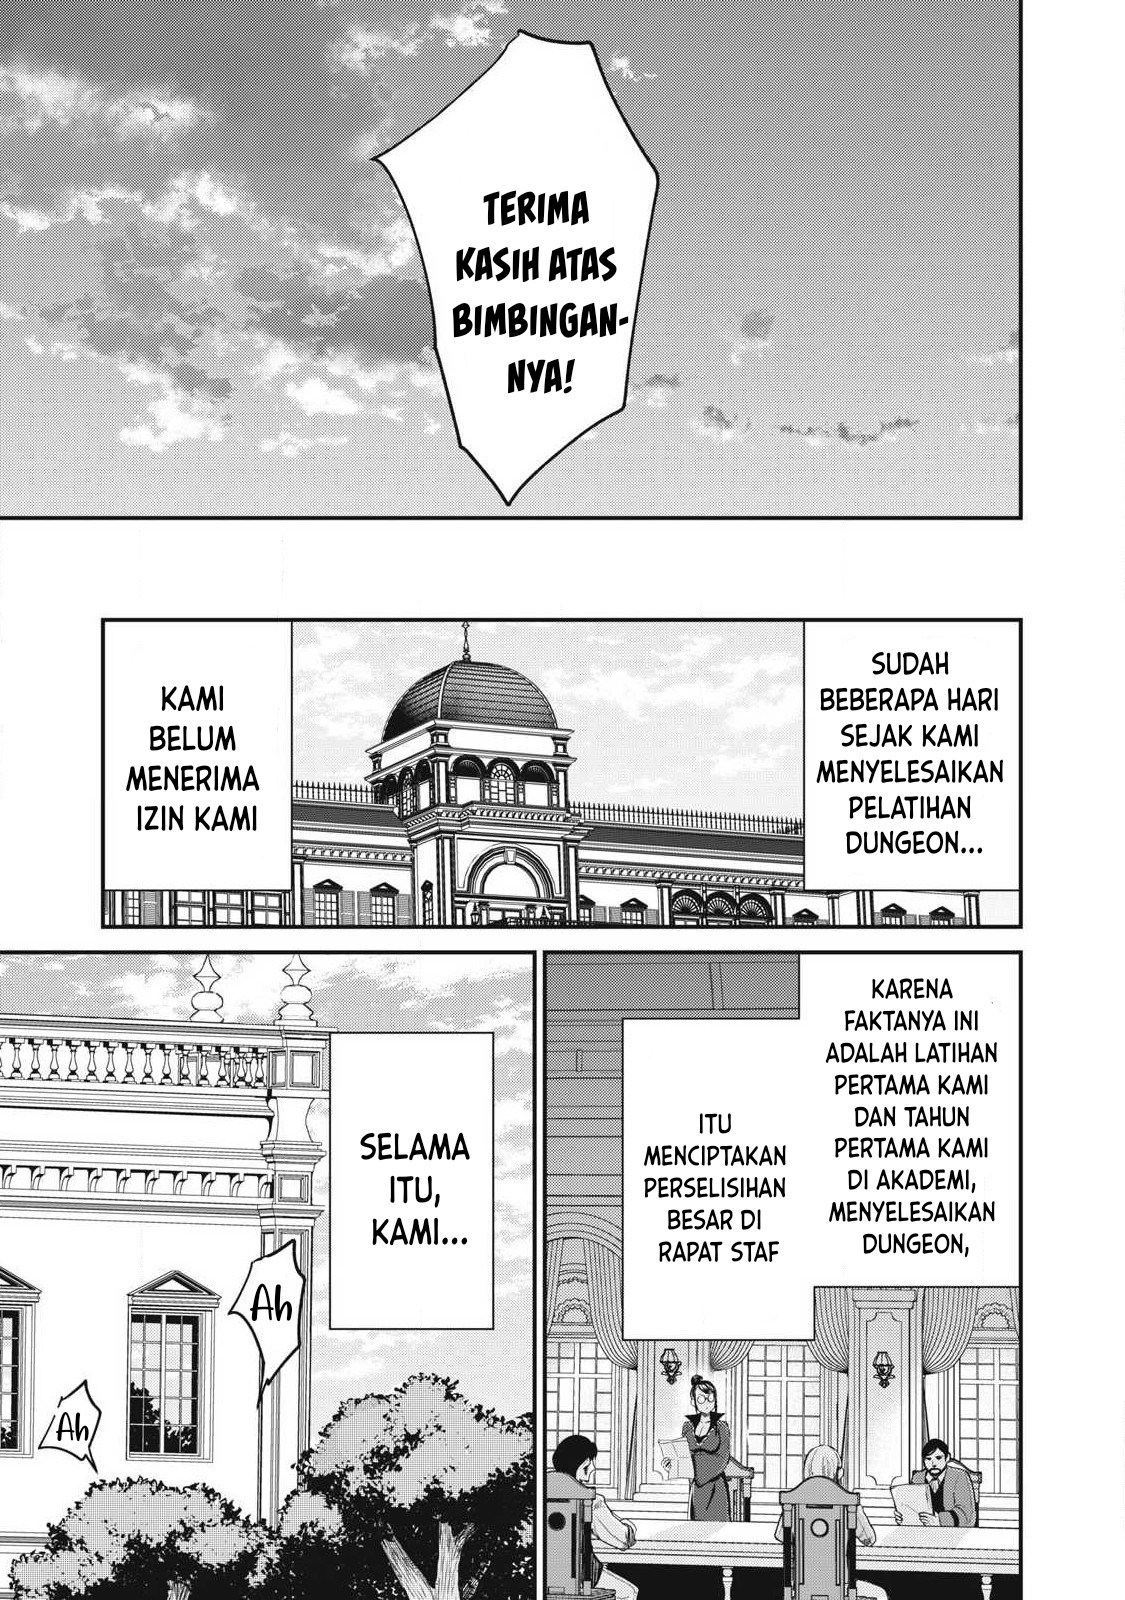 TERIMA
KASIH ATAS
BIMBINGAN-
NYA!
SUDAH
BEBERAPA HARI
SEJAK KAMI
MENYELESAIKAN
PELATIHAN
DUNGEON...
KAMI
BELUM
MENERIMA
IZIN KAMI
KARENA
FAKTANYA INI
ADALAH LATIHAN
PERTAMA KAMI
DAN TAHUN
PERTAMA KAMI
DI AKADEMI,
MENYELESAIKAN
DUNGEON,
ITU
MENCIPTAKAN
PERSELISIHAN
BESAR DI
RAPAT STAF
SELAMA
ITU,
KAMI...
Ah
Ah